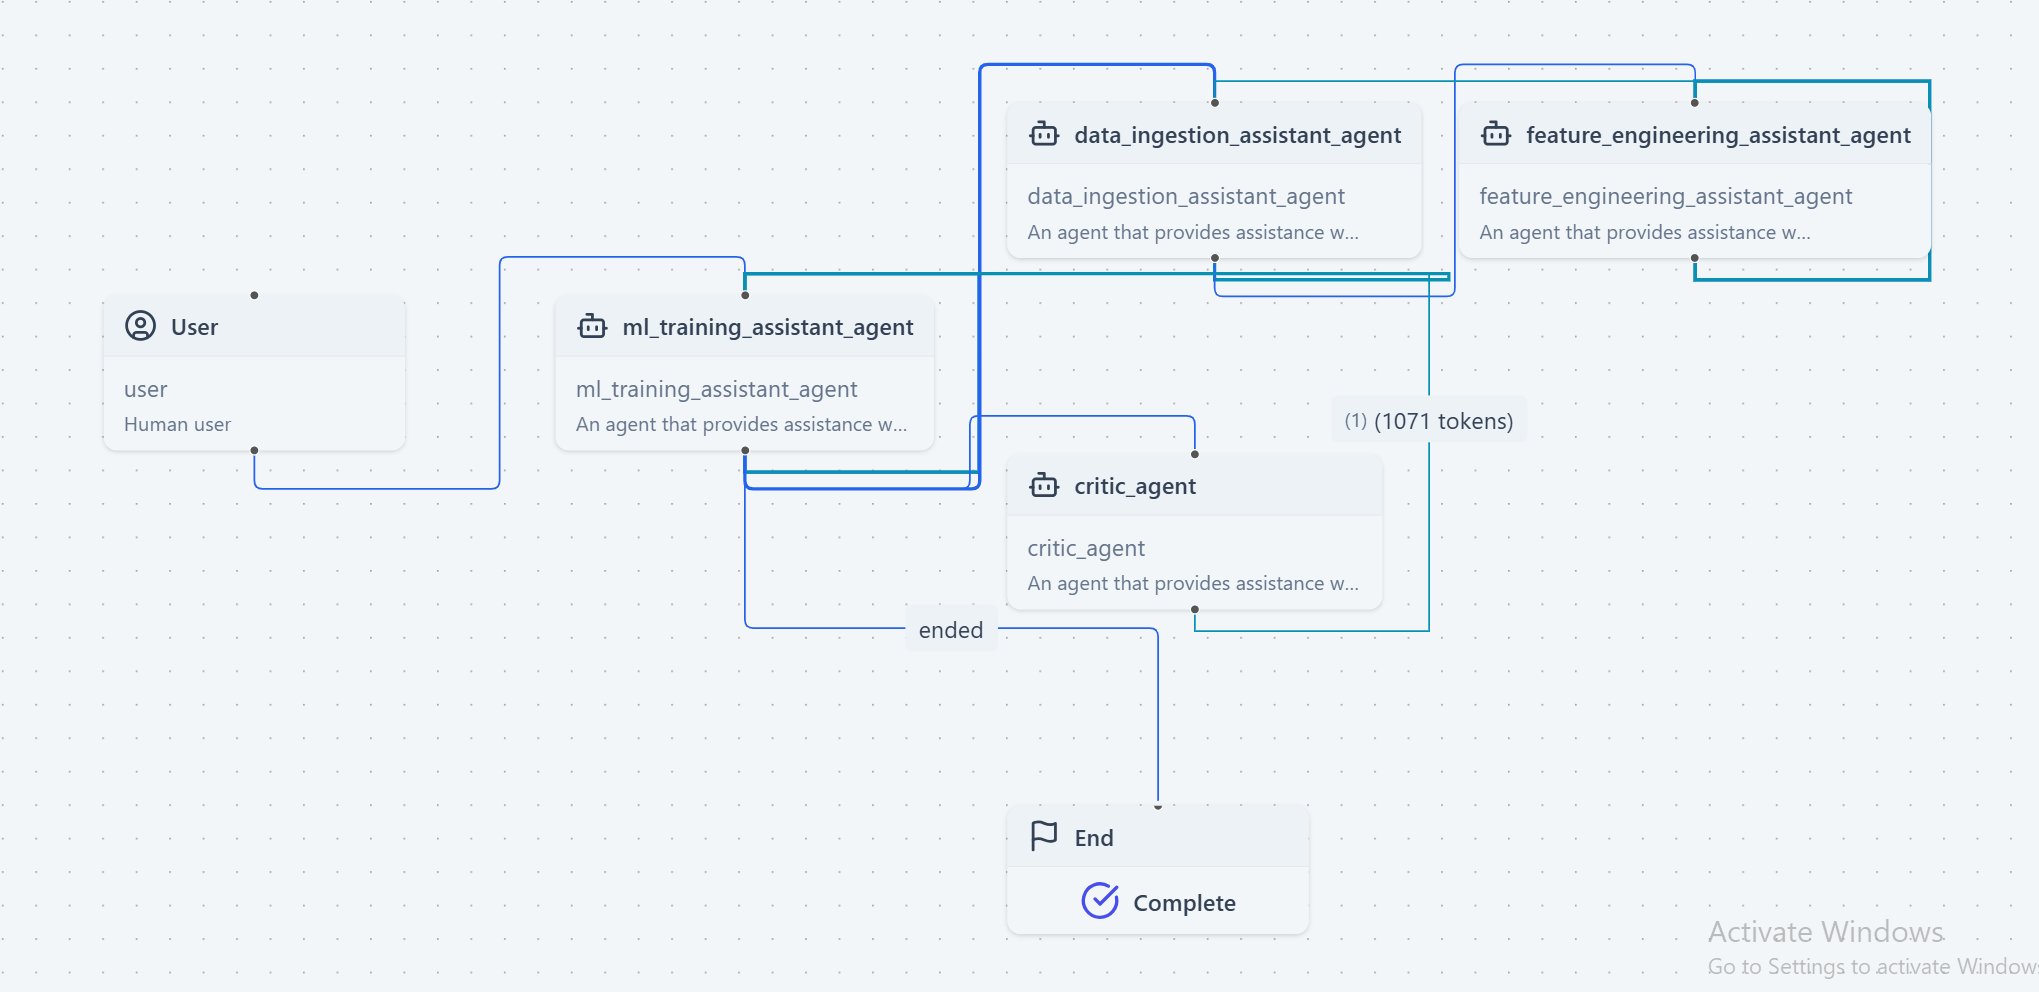 data_ingestion_assistant_agent
data_ingestion_assistant_agent
An agent that provides assistance w...
feature_engineering_assistant_agent
feature_engineering_assistant_agent
An agent that provides assistance w...
User
user
Human user
ml_training_assistant_agent
ml_training_assistant_agent
An agent that provides assistance w...
(1) (1071 tokens)
critic_agent
critic_agent
An agent that provides assistance w...
ended
End
Complete
Activate Windows
Go to Settings to activate Windows